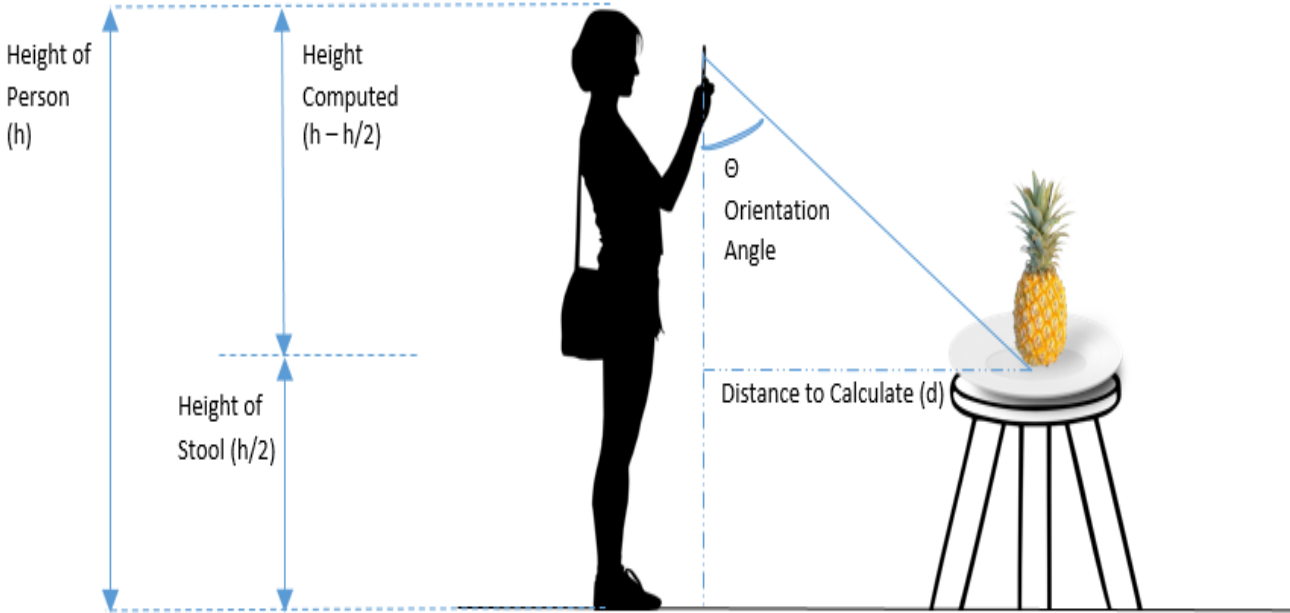 Height of
Person
(h)
Height
Computed
(h – h/2)
Θ
Orientation
Angle
Distance to Calculate (d)
Height of
Stool (h/2)